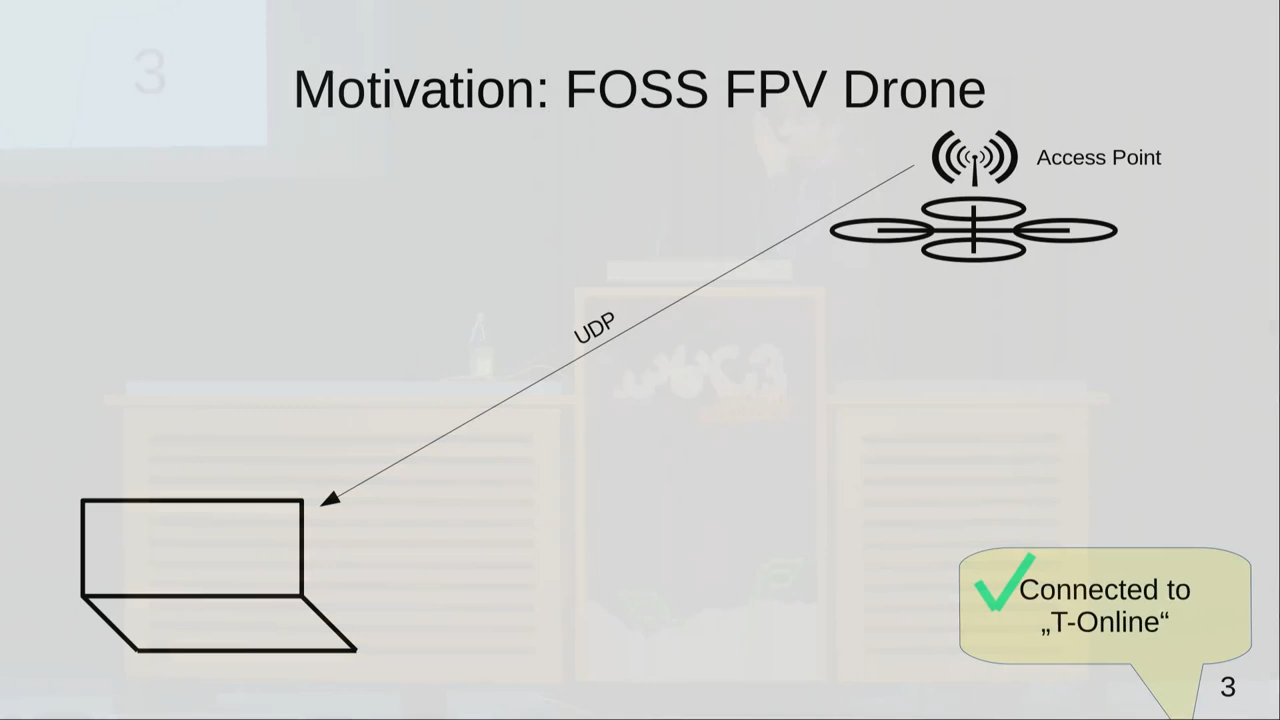 3
Motivation: FOSS FPV Drone
Access Point
UDP
Connected to
„T-Online“
3